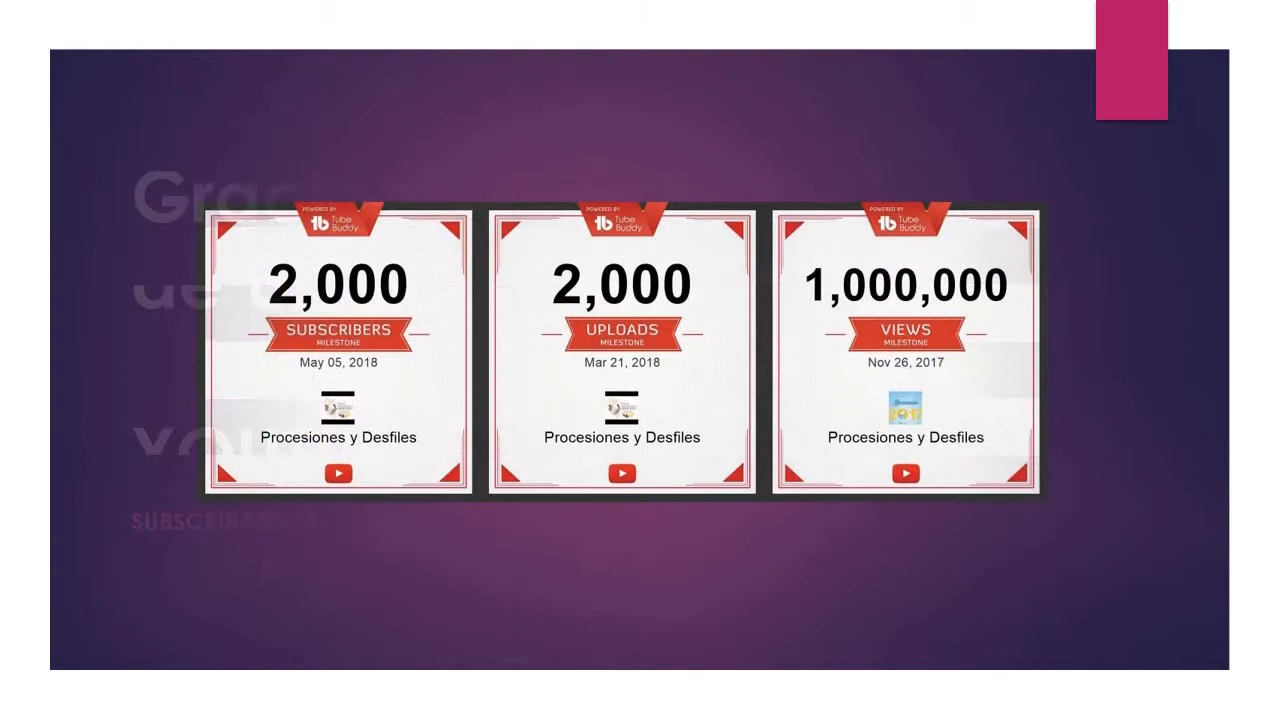 POWERED BY
Tube
Buddy
2,000
SUBSCRIBERS
MILESTONE
May 05, 2018
Procesiones y Desfiles
POWERED BY
Tube
Buddy
2,000
UPLOADS
MILESTONE
Mar 21, 2018
Procesiones y Desfiles
POWERED BY
Tube
Buddy
1,000,000
VIEWS
MILESTONE
Nov 26, 2017
Procesiones y Desfiles